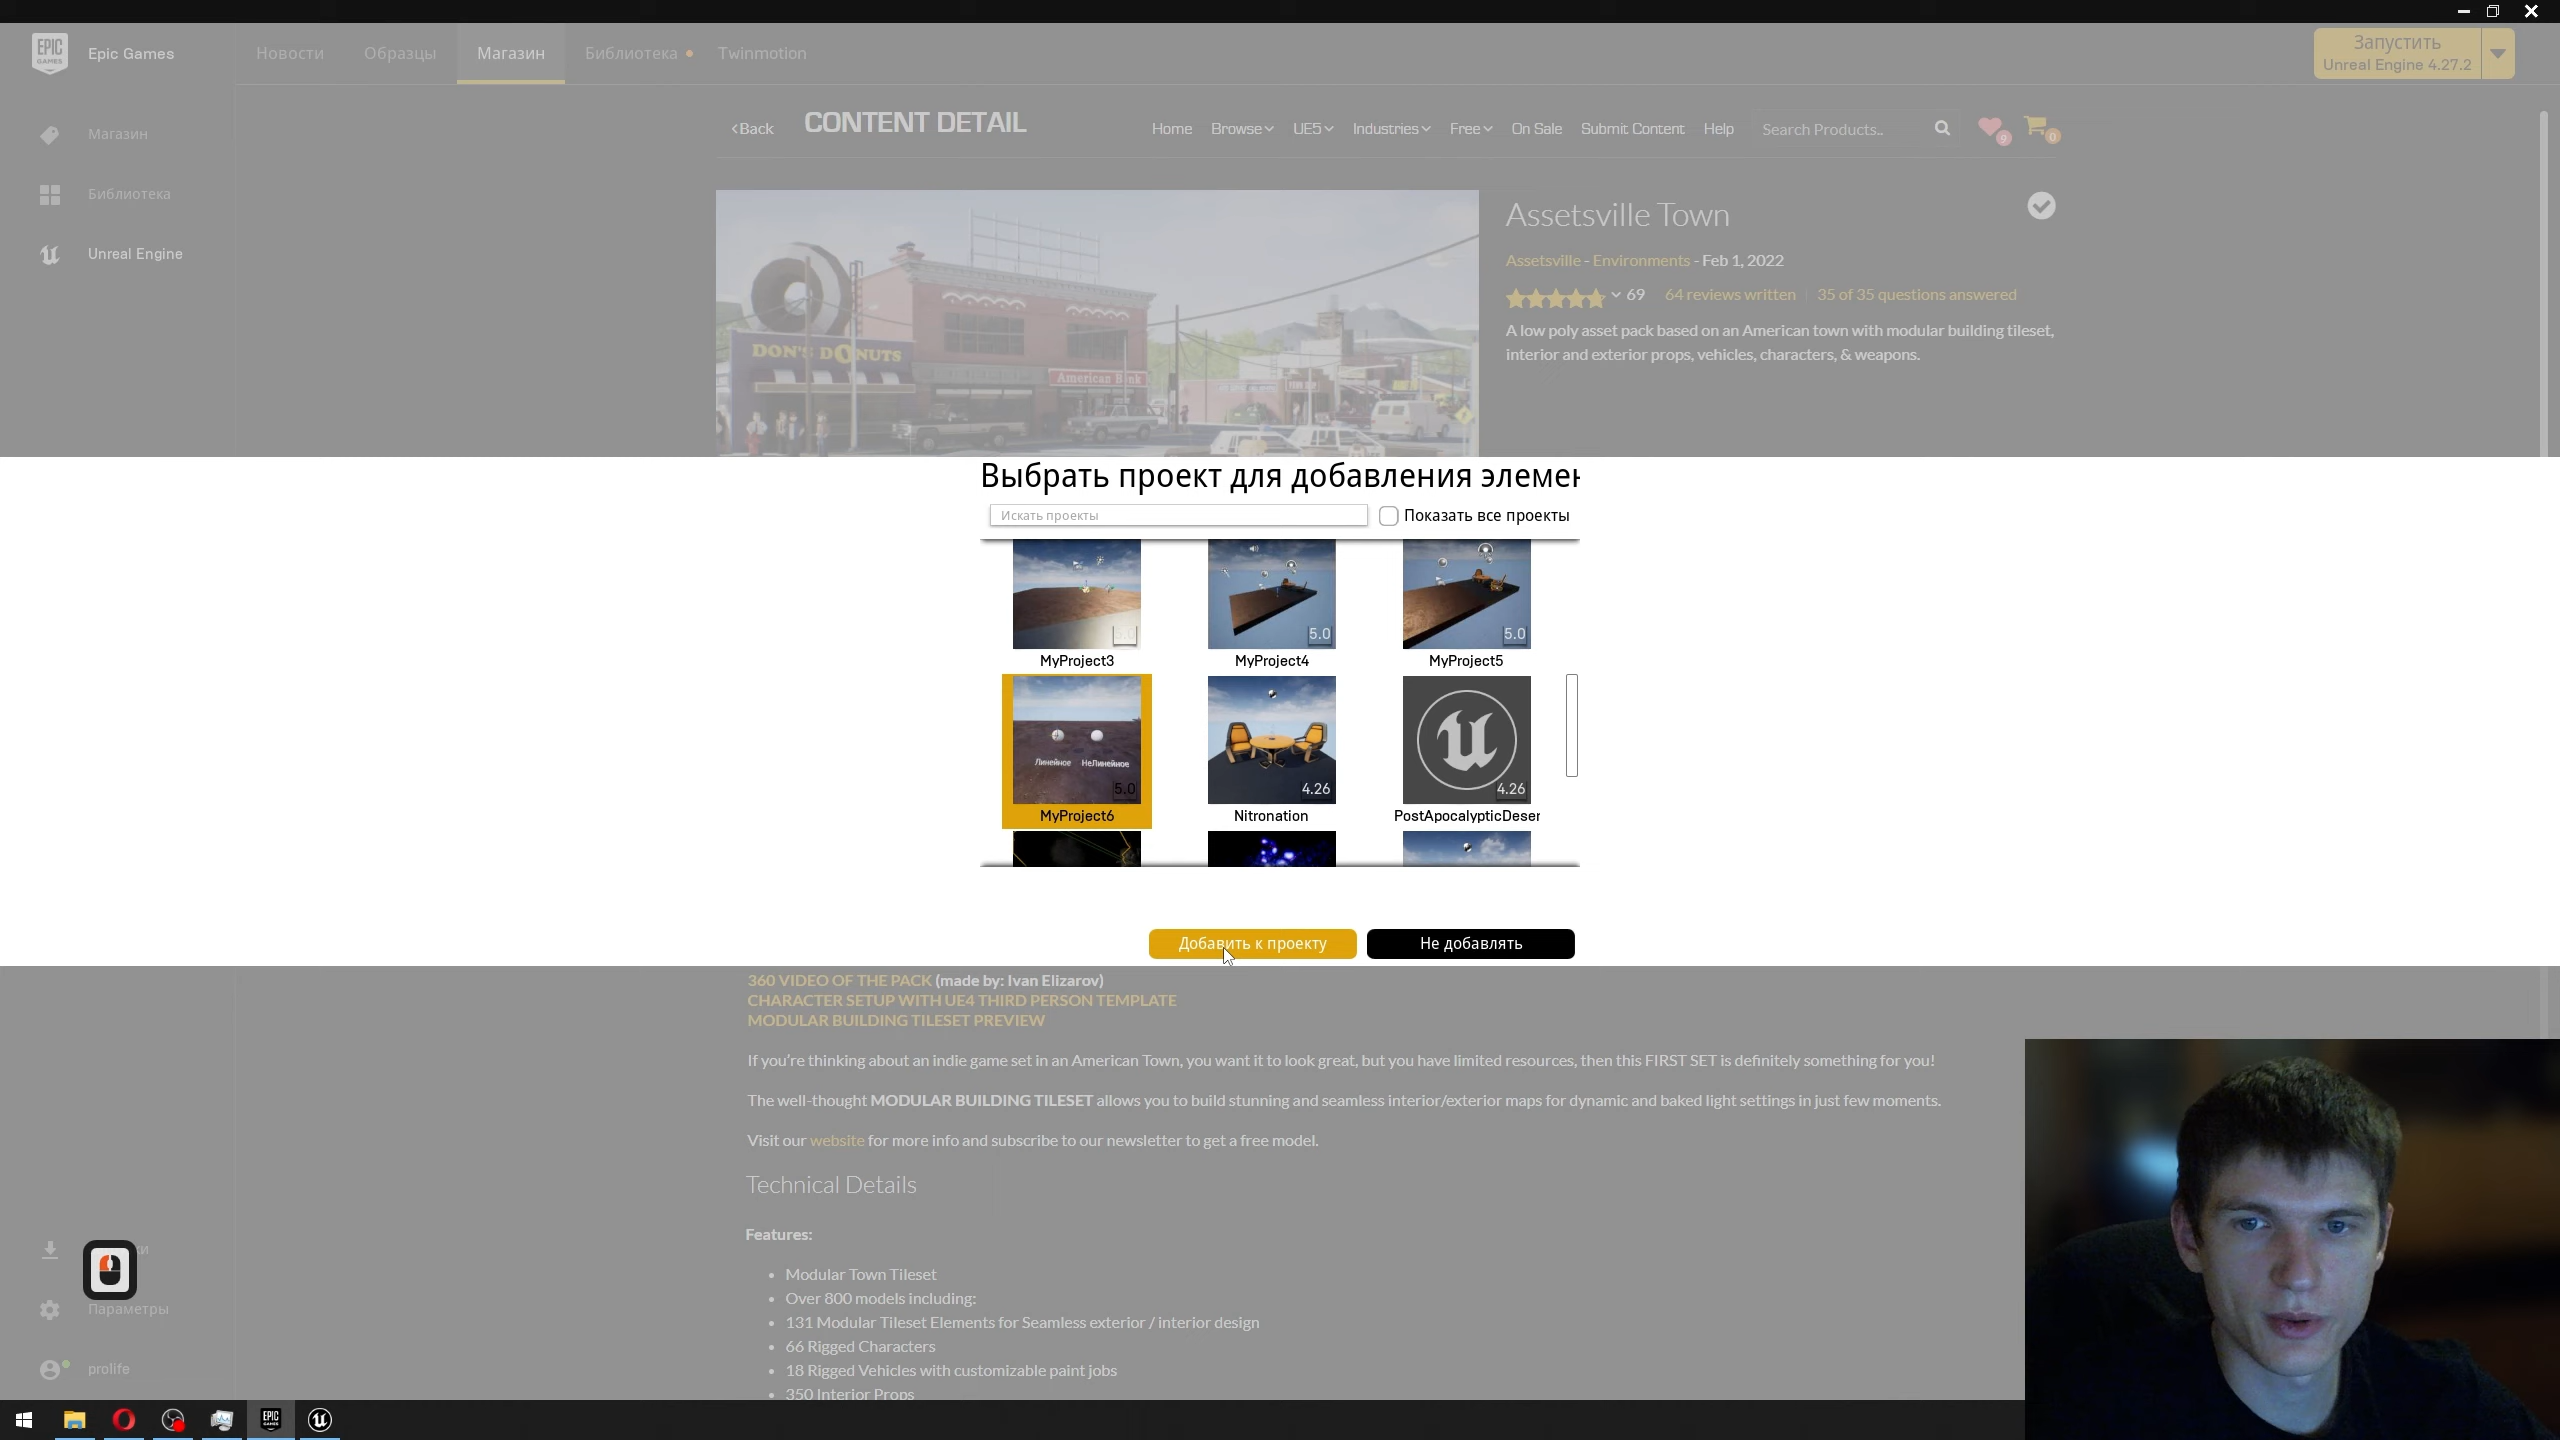 EPIC GAMES
Epic Games
Новости
Образцы
Магазин
Библиотека
Twinmotion
Запустить
Unreal Engine 4.27.2
Магазин
Библиотека
Unreal Engine
Back
CONTENT DETAIL
Home
Browse
UE5
Industries
Free
On Sale
Submit Content
Help
Search Products..
9
0
DON'S DONUTS
American Bank
Assetsville Town
Assetsville - Environments - Feb 1, 2022
69
64 reviews written
35 of 35 questions answered
A low poly asset pack based on an American town with modular building tileset,
interior and exterior props, vehicles, characters, & weapons.
Выбрать проект для добавления элемен
Искать проекты
Показать все проекты
5.0
5.0
5.0
MyProject3
MyProject4
MyProject5
Линейное
НеЛинейное
5.0
4.26
4.26
MyProject6
Nitronation
PostApocalypticDeser
Добавить к проекту
Не добавлять
360 VIDEO OF THE PACK (made by: Ivan Elizarov)
CHARACTER SETUP WITH UE4 THIRD PERSON TEMPLATE
MODULAR BUILDING TILESET PREVIEW
If you're thinking about an indie game set in an American Town, you want it to look great, but you have limited resources, then this FIRST SET is definitely something for you!
The well-thought MODULAR BUILDING TILESET allows you to build stunning and seamless interior/exterior maps for dynamic and baked light settings in just few moments.
Visit our website for more info and subscribe to our newsletter to get a free model.
Technical Details
Features:
Modular Town Tileset
Over 800 models including:
131 Modular Tileset Elements for Seamless exterior / interior design
66 Rigged Characters
18 Rigged Vehicles with customizable paint jobs
350 Interior Props
Параметры
prolife
EPIC GAMES